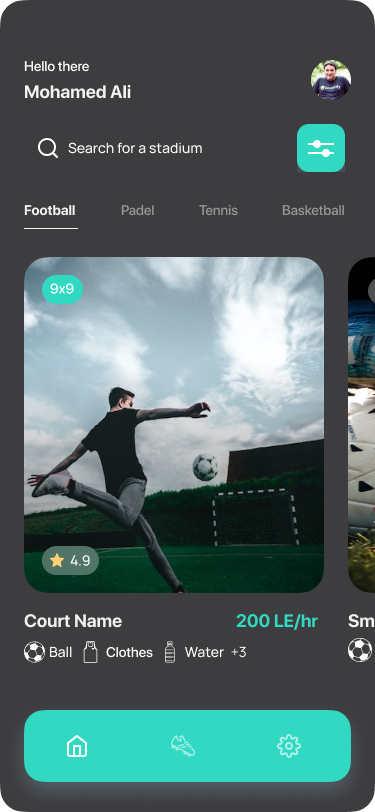 Hello there
Mohamed Ali
Search for a stadium
Football Padel Tennis Basketball
9x9
4.9
Court Name 200 LE/hr Sm
Ball Clothes Water +3